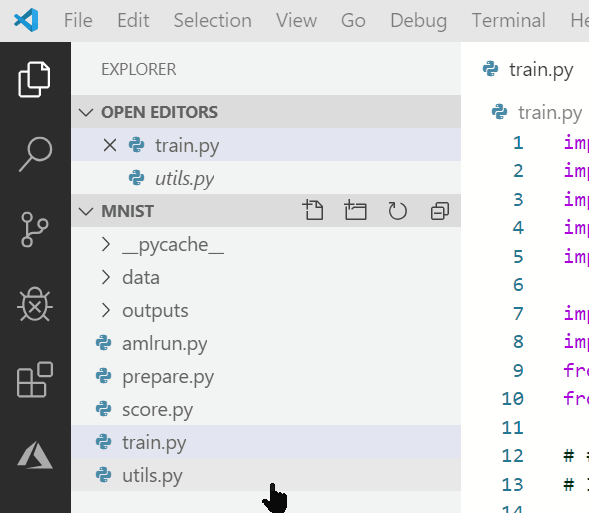 File Edit Selection View Go Debug Terminal He
EXPLORER
OPEN EDITORS
train.py
utils.py
MNIST
__pycache__
data
outputs
amlrun.py
prepare.py
score.py
train.py
utils.py
train.py
train.py
1 imp
2 imp
3 imp
4 imp
5 imp
6
7 imp
8 imp
9 fro
10 fro
11
12 # #
13 # I
14